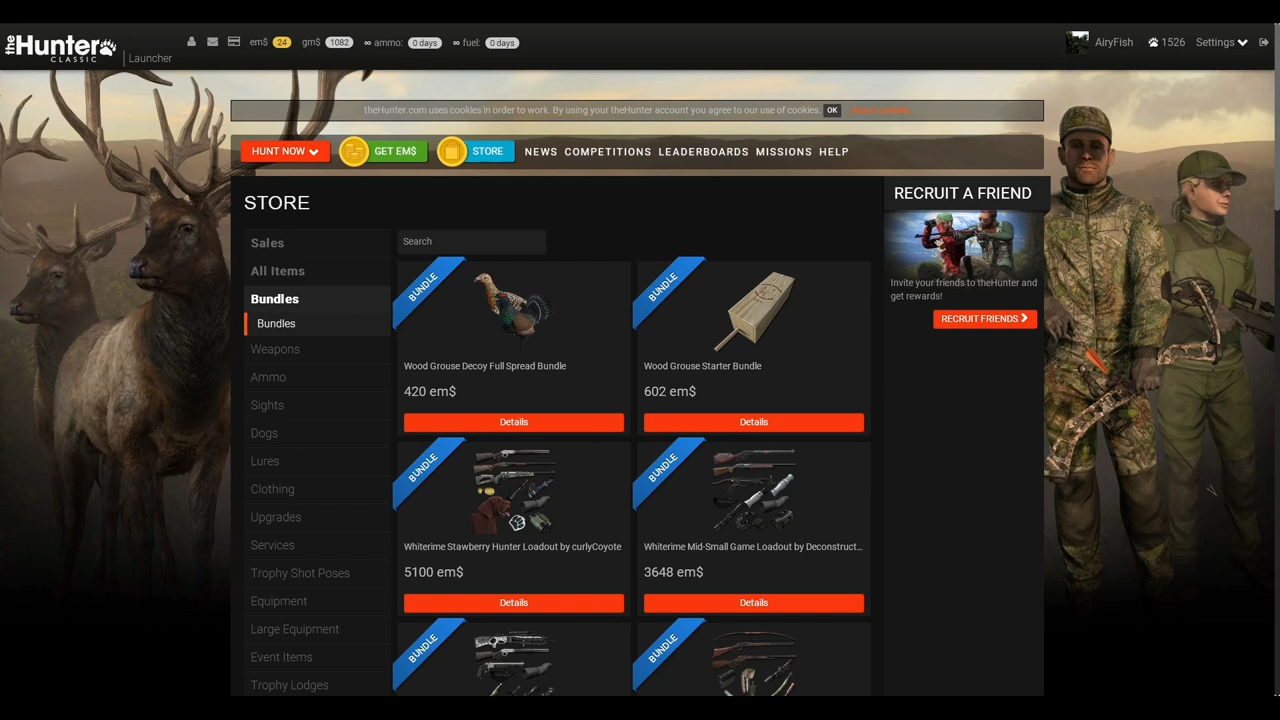 theHunter CLASSIC
Launcher
em$ 24 gm$ 1082 ∞ ammo: 0 days ∞ fuel: 0 days
AiryFish 1526 Settings
theHunter.com uses cookies in order to work. By using your theHunter account you agree to our use of cookies. OK
HUNT NOW GET EM$ STORE NEWS COMPETITIONS LEADERBOARDS MISSIONS HELP
STORE
Sales
All Items
Bundles
Bundles
Weapons
Ammo
Sights
Dogs
Lures
Clothing
Upgrades
Services
Trophy Shot Poses
Equipment
Large Equipment
Event Items
Trophy Lodges
Search
BUNDLE
Wood Grouse Decoy Full Spread Bundle
420 em$
Details
BUNDLE
Wood Grouse Starter Bundle
602 em$
Details
BUNDLE
Whiterime Stawberry Hunter Loadout by curlyCoyote
5100 em$
Details
BUNDLE
Whiterime Mid-Small Game Loadout by Deconstruct...
3648 em$
Details
BUNDLE
BUNDLE
RECRUIT A FRIEND
Invite your friends to theHunter and
get rewards!
RECRUIT FRIENDS